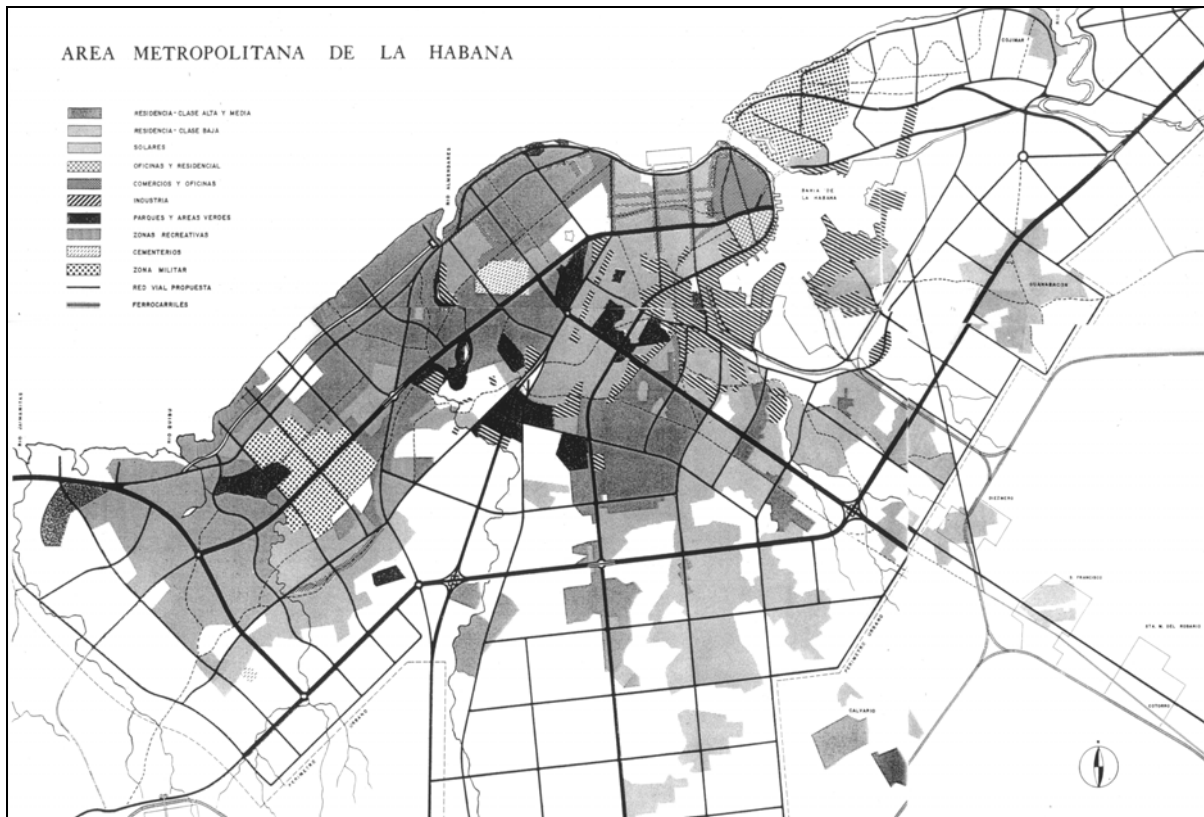 AREA METROPOLITANA DE LA HABANA
RESIDENCIA-CLASE ALTA Y MEDIA
RESIDENCIA-CLASE BAJA
SOLARES
OFICINAS Y RESIDENCIAL
COMERCIOS Y OFICINAS
INDUSTRIA
PARQUES Y AREAS VERDES
ZONAS RECREATIVAS
CEMENTERIOS
ZONA MILITAR
RED VIAL PROPUESTA
FERROCARRILES
COJIMAR
RIO ALMENDARES
BAHIA DE
LA HABANA
GUANABACOA
RIO JAIMANITAS
RIO QUIBU
S. FRANCISCO
STA. M. DEL ROSARIO
PERIMETRO URBANO
CALVARIO
COTORRO
PERIMETRO URBANO